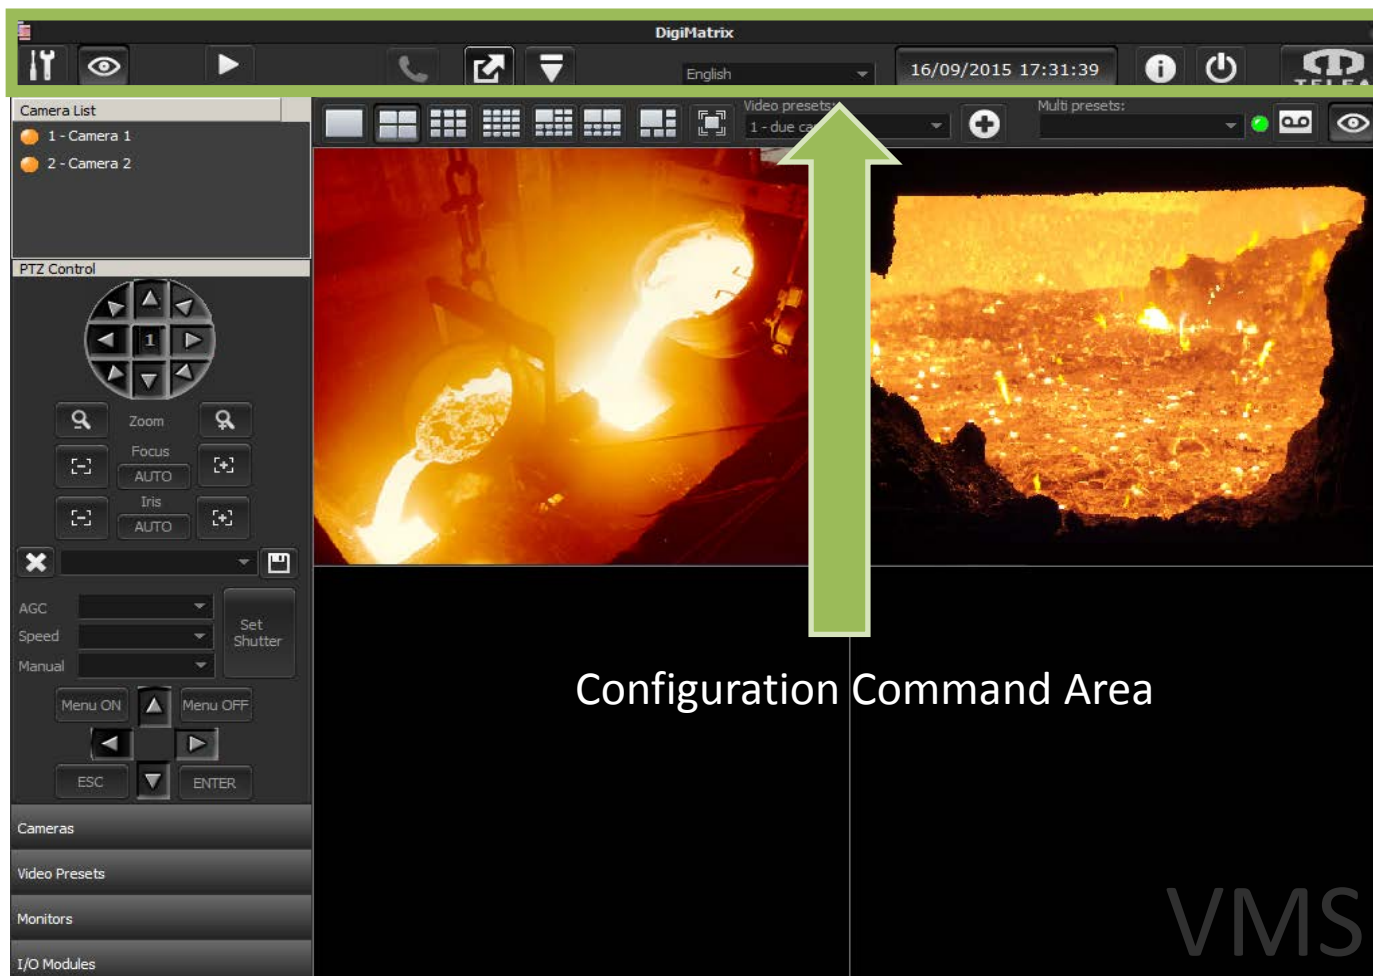 DigiMatrix
English
16/09/2015 17:31:39
Camera List
Video presets:
Multi presets:
1 - Camera 1
1 - due ca
2 - Camera 2
PTZ Control
1
Zoom
Focus
AUTO
Iris
AUTO
AGC
Speed
Manual
Set
Shutter
Menu ON
Menu OFF
ESC
ENTER
Configuration Command Area
Cameras
Video Presets
Monitors
I/O Modules
VMS